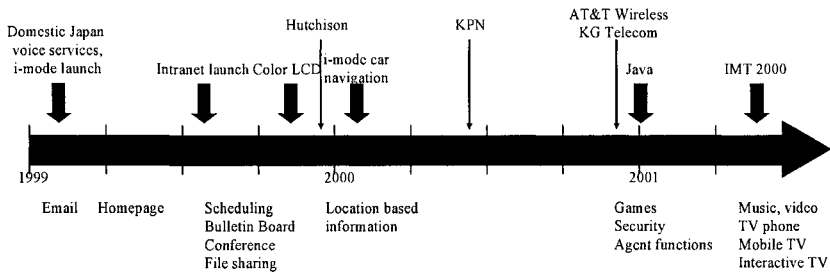 Domestic Japan
voice services,
i-mode launch
Intranet launch
Color LCD
Hutchison
i-mode car
navigation
KPN
AT&T Wireless
KG Telecom
Java
IMT 2000
1999
2000
2001
Email
Homepage
Scheduling
Bulletin Board
Conference
File sharing
Location based
information
Games
Security
Agent functions
Music, video
TV phone
Mobile TV
Interactive TV